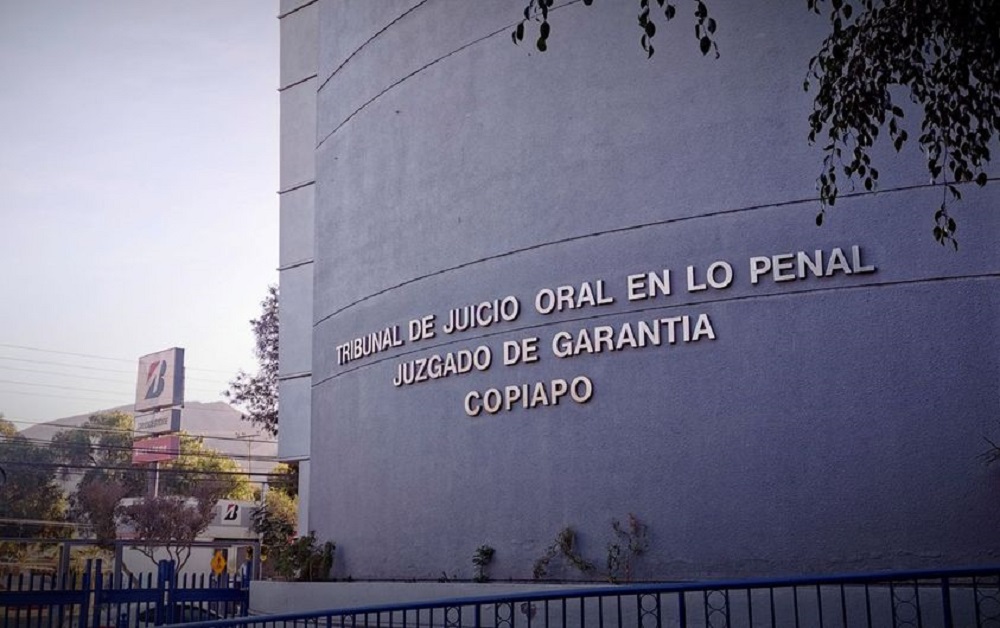 TRIBUNAL DE JUICIO ORAL EN LO PENAL
JUZGADO DE GARANTIA
COPIAPO